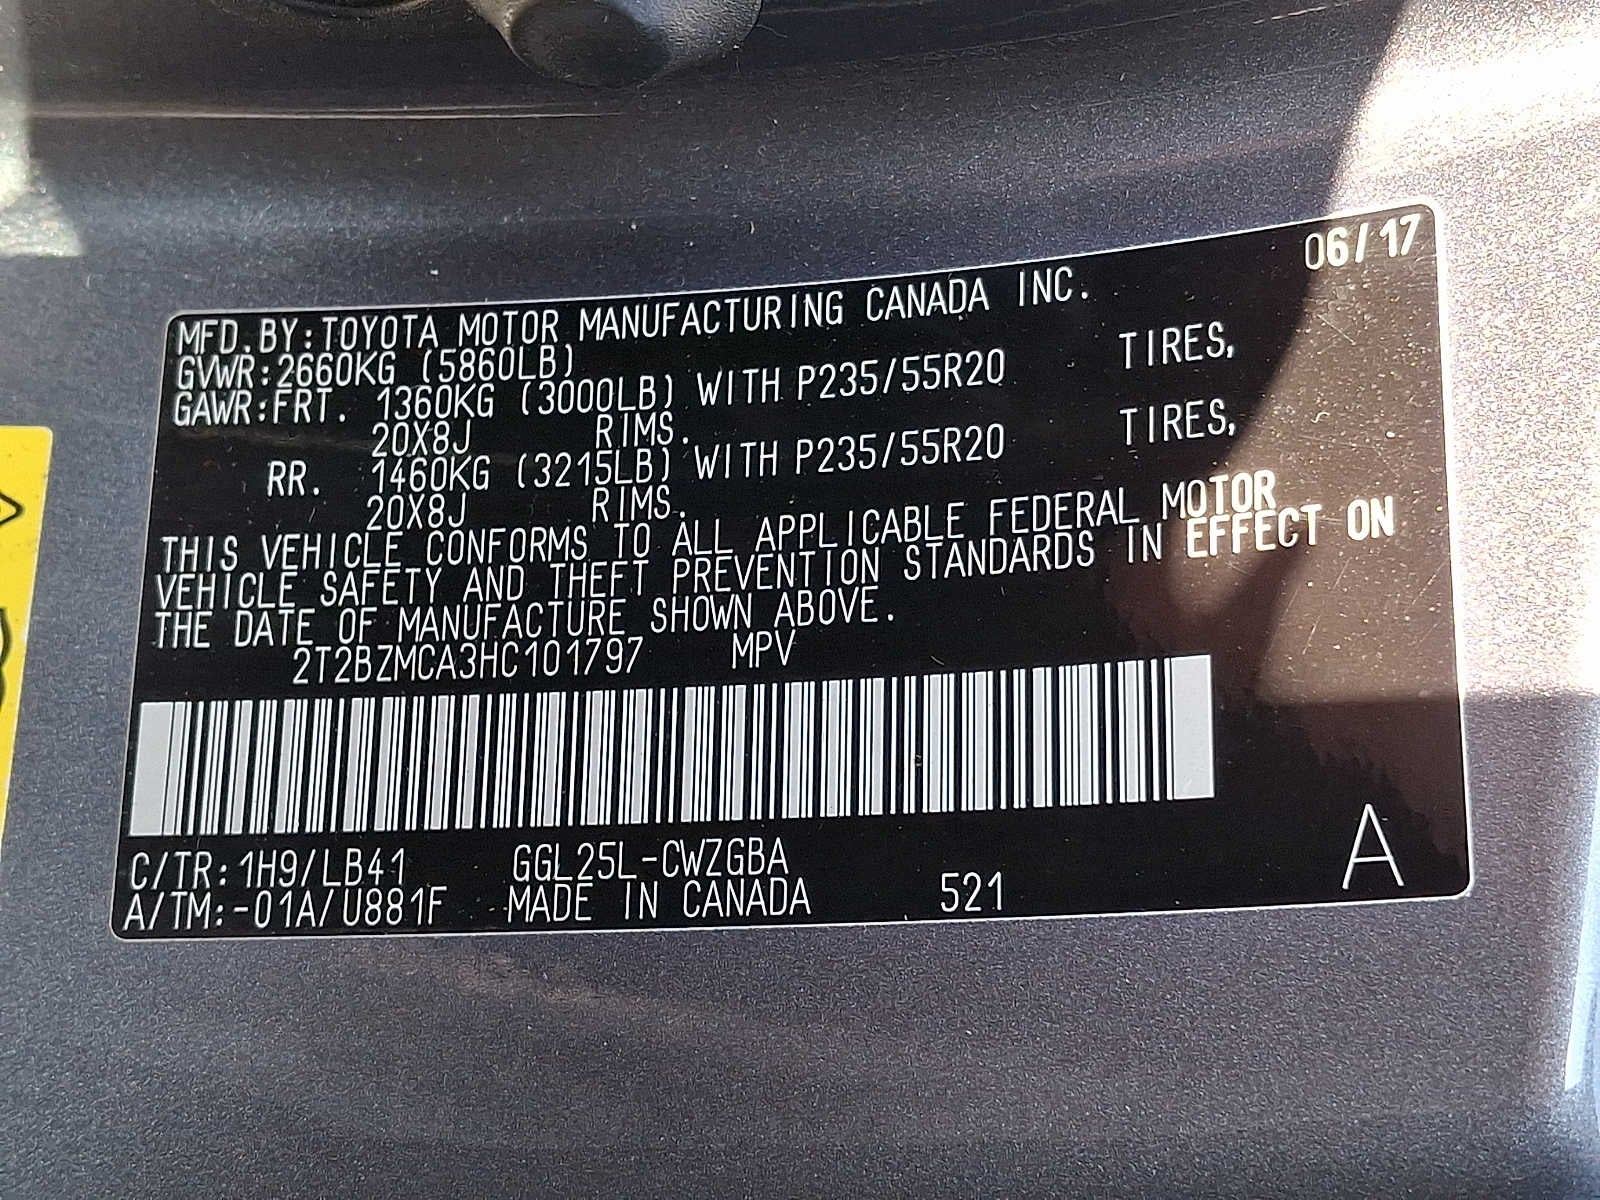 06/17
MFD.BY:TOYOTA MOTOR MANUFACTURING CANADA INC.
GVWR:2660KG (5860LB)
GAWR:FRT. 1360KG (3000LB) WITH P235/55R20 TIRES,
20X8J RIMS.
RR. 1460KG (3215LB) WITH P235/55R20 TIRES,
20X8J RIMS.
THIS VEHICLE CONFORMS TO ALL APPLICABLE FEDERAL MOTOR
VEHICLE SAFETY AND THEFT PREVENTION STANDARDS IN EFFECT ON
THE DATE OF MANUFACTURE SHOWN ABOVE.
2T2BZMCA3HC101797 MPV
C/TR:1H9/LB41 GGL25L-CWZGBA
A/TM:-01A/U881F MADE IN CANADA 521 A